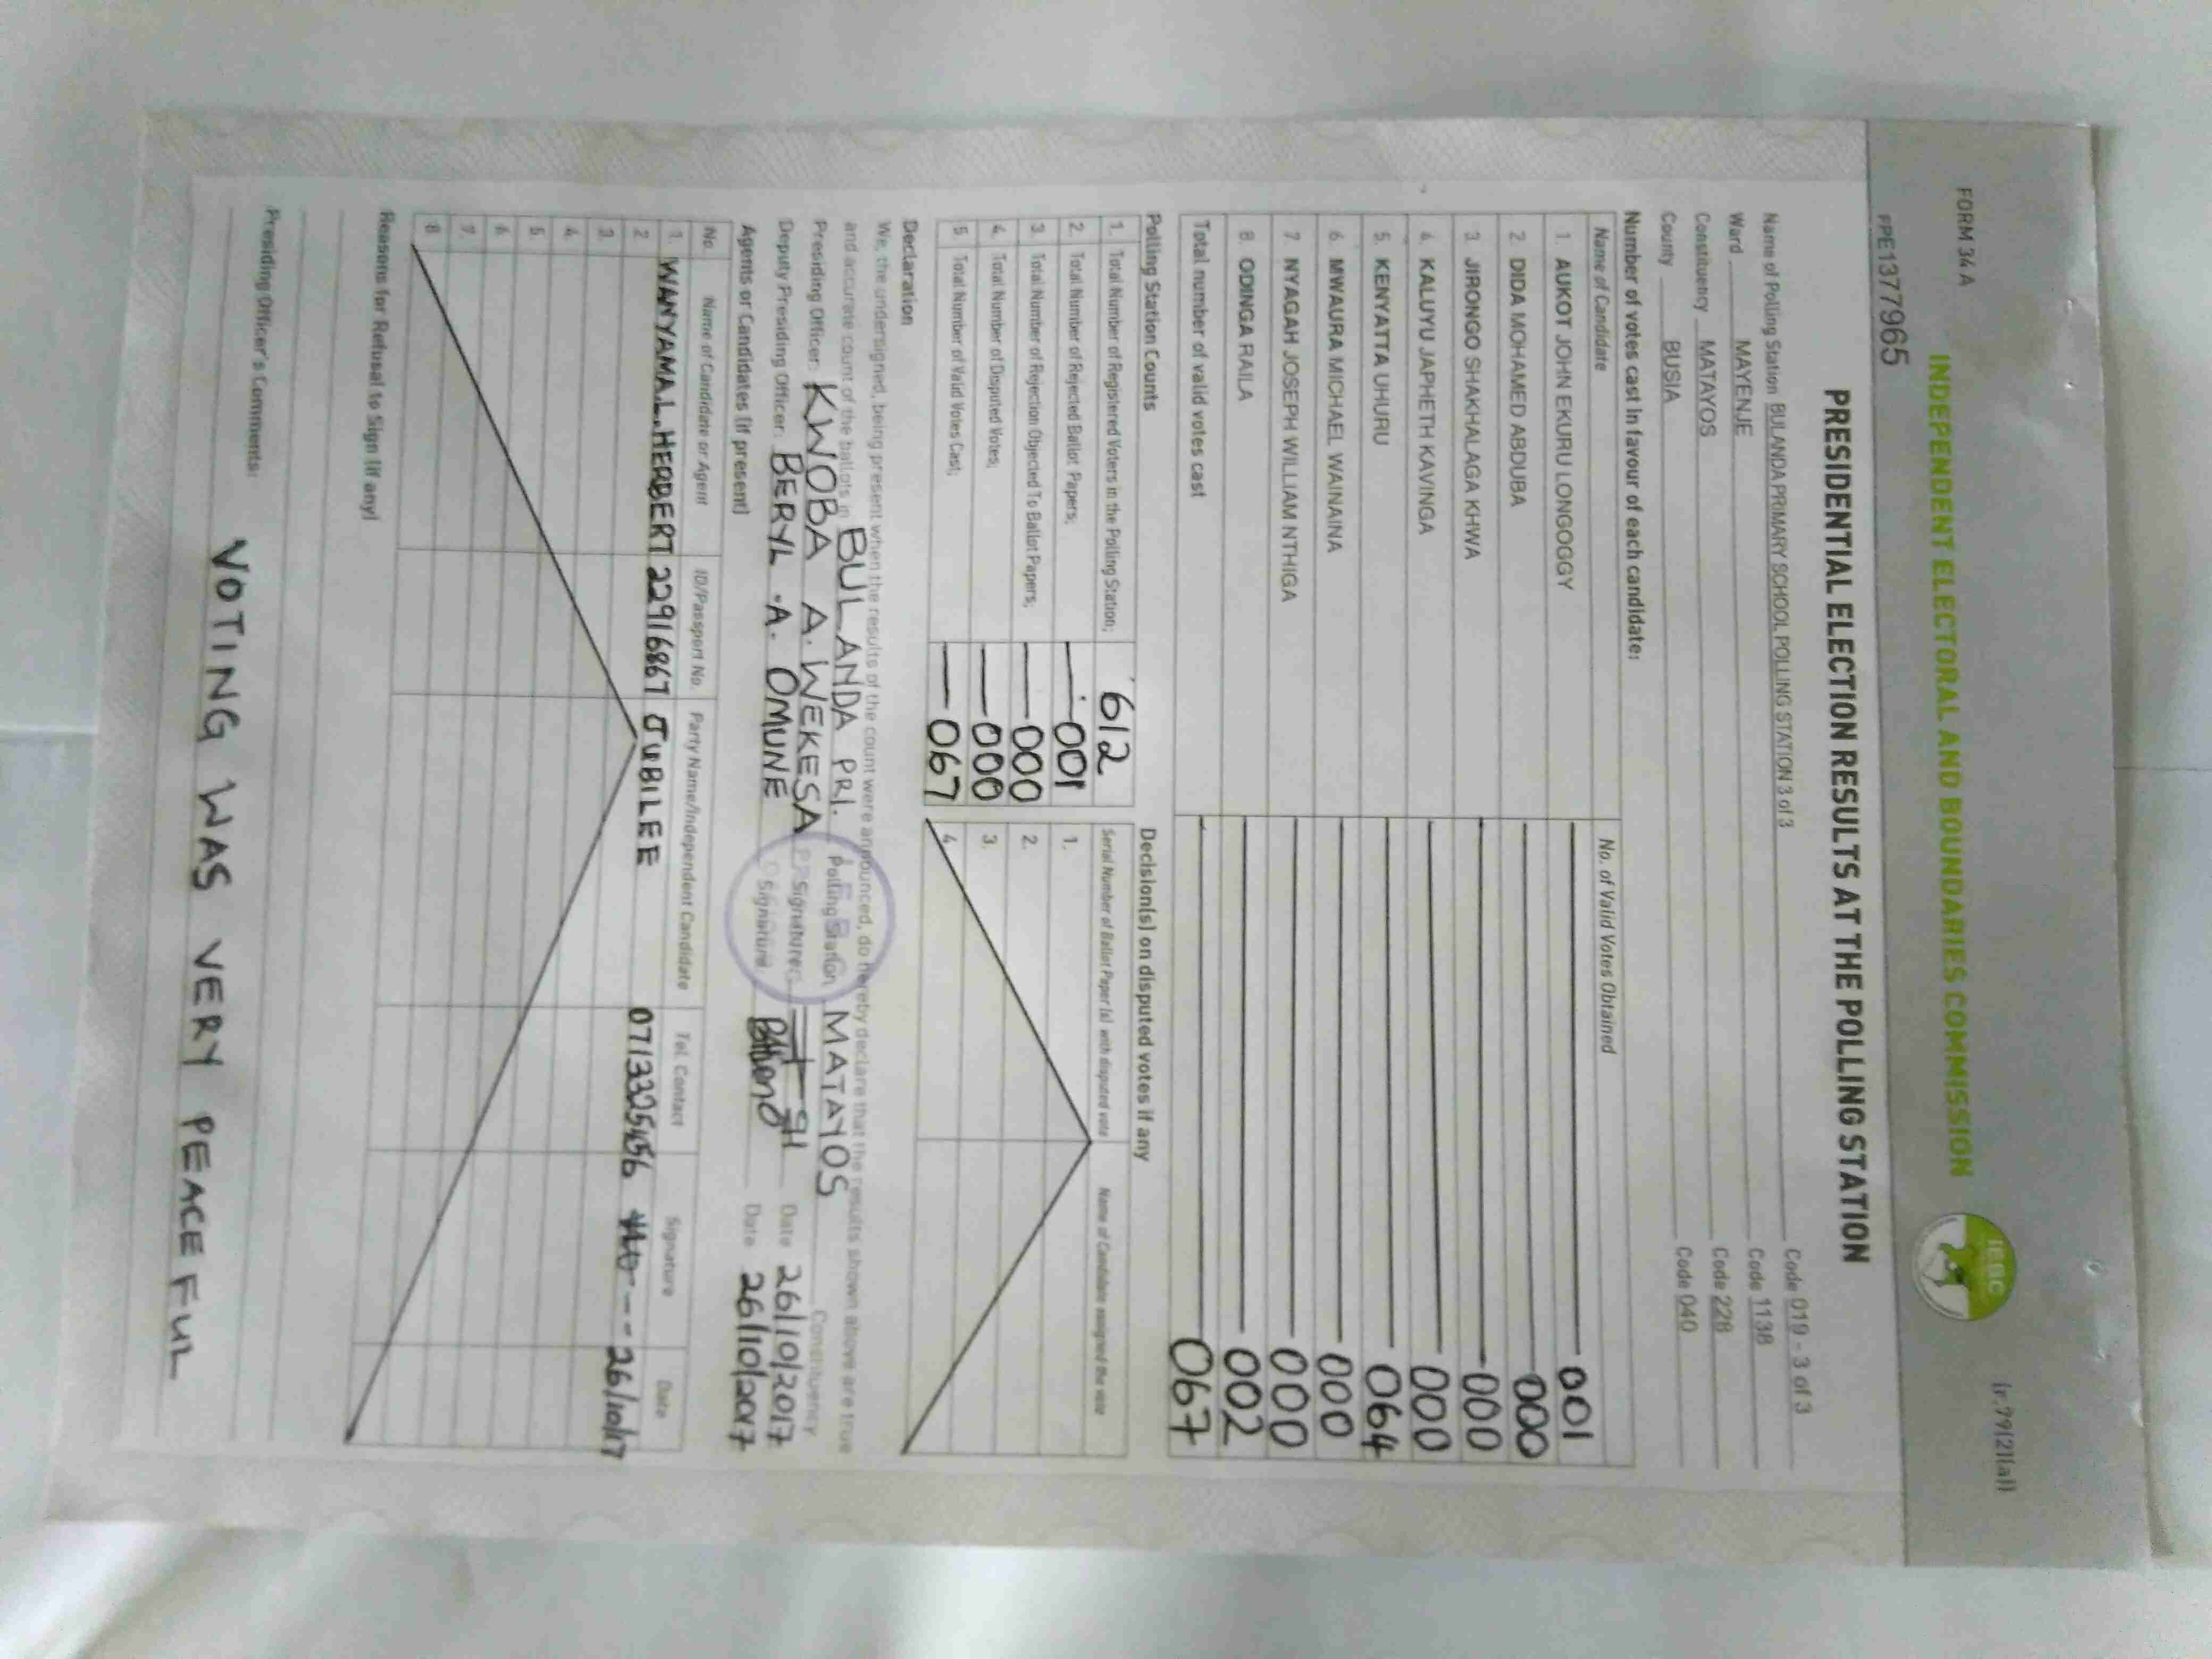 FORM 34 A
(r.79(2)(a))
INDEPENDENT ELECTORAL AND BOUNDARIES COMMISSION
iebc
PPE1377965
PRESIDENTIAL ELECTION RESULTS AT THE POLLING STATION
Name of Polling Station BULANDA PRIMARY SCHOOL POLLING STATION 3 of 3 Code 019 - 3 of 3
Ward MAYENJE Code 1138
Constituency MATAYOS Code 228
County BUSIA Code 040
Number of votes cast in favour of each candidate:
Name of Candidate No. of Valid Votes Obtained
1. AUKOT JOHN EKURU LONGOGGY 001
2. DIDA MOHAMED ABDUBA 000
3. JIRONGO SHAKHALAGA KHWA 000
4. KALUYU JAPHETH KAVINGA 000
5. KENYATTA UHURU 064
6. MWAURA MICHAEL WAINAINA 000
7. NYAGAH JOSEPH WILLIAM NTHIGA 000
8. ODINGA RAILA 002
Total number of valid votes cast 067
Polling Station Counts
1. Total Number of Registered Voters in the Polling Station; 612
2. Total Number of Rejected Ballot Papers; 001
3. Total Number of Rejection Objected To Ballot Papers; 000
4. Total Number of Disputed Votes; 000
5. Total Number of Valid Votes Cast; 067
Decision(s) on disputed votes if any
Serial Number of Ballot Paper (s) with disputed vote Name of Candidate assigned the vote
1.
2.
3.
4.
Declaration
We, the undersigned, being present when the results of the count were announced, do hereby declare that the results shown above are true
and accurate count of the ballots in BULANDA PRI. Polling Station MATAYOS Constituency
Presiding Officer: KWOBA A. WEKESA Signature Date 26/10/2017
Deputy Presiding Officer: BERYL A. OMUNE Signature Date 26/10/2017
Agents or Candidates (if present)
No. Name of Candidate or Agent ID/Passport No. Party Name/Independent Candidate Tel. Contact Signature Date
1. WANYAMA.L.HERBERT 22916867 JUBILEE 26/10/17
2.
3.
4.
5.
6.
7.
8.
Reasons for Refusal to Sign (if any)
Presiding Officer's Comments:
VOTING WAS VERY PEACEFUL